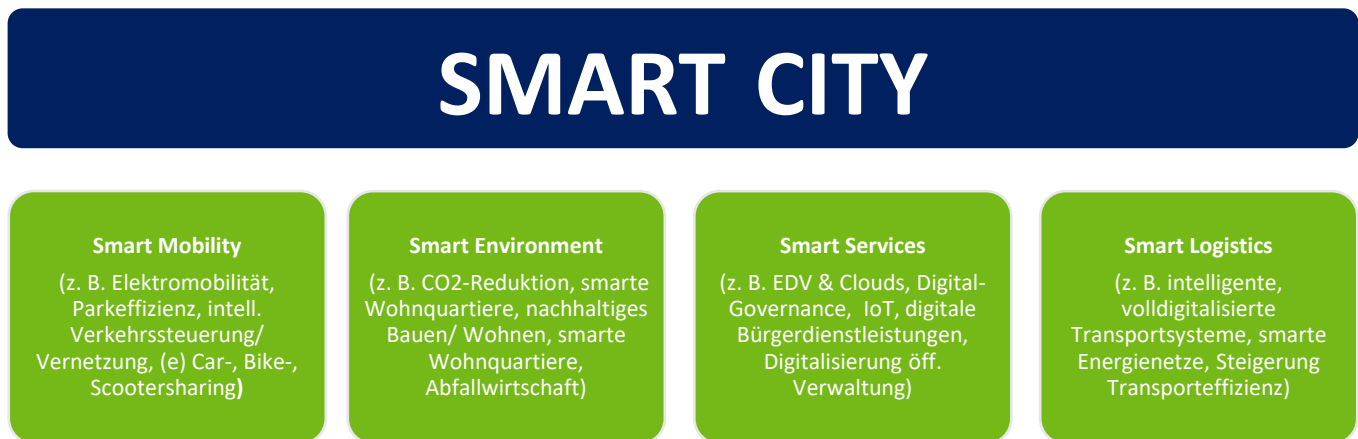 SMART CITY
Smart Mobility
(z. B. Elektromobilität,
Parkeffizienz, intell.
Verkehrssteuerung/
Vernetzung, (e) Car-, Bike-,
Scootersharing)
Smart Environment
(z. B. CO2-Reduktion, smarte
Wohnquartiere, nachhaltiges
Bauen/ Wohnen, smarte
Wohnquartiere,
Abfallwirtschaft)
Smart Services
(z. B. EDV & Clouds, Digital-
Governance, IoT, digitale
Bürgerdienstleistungen,
Digitalisierung öff.
Verwaltung)
Smart Logistics
(z. B. intelligente,
volldigitalisierte
Transportsysteme, smarte
Energienetze, Steigerung
Transporteffizienz)